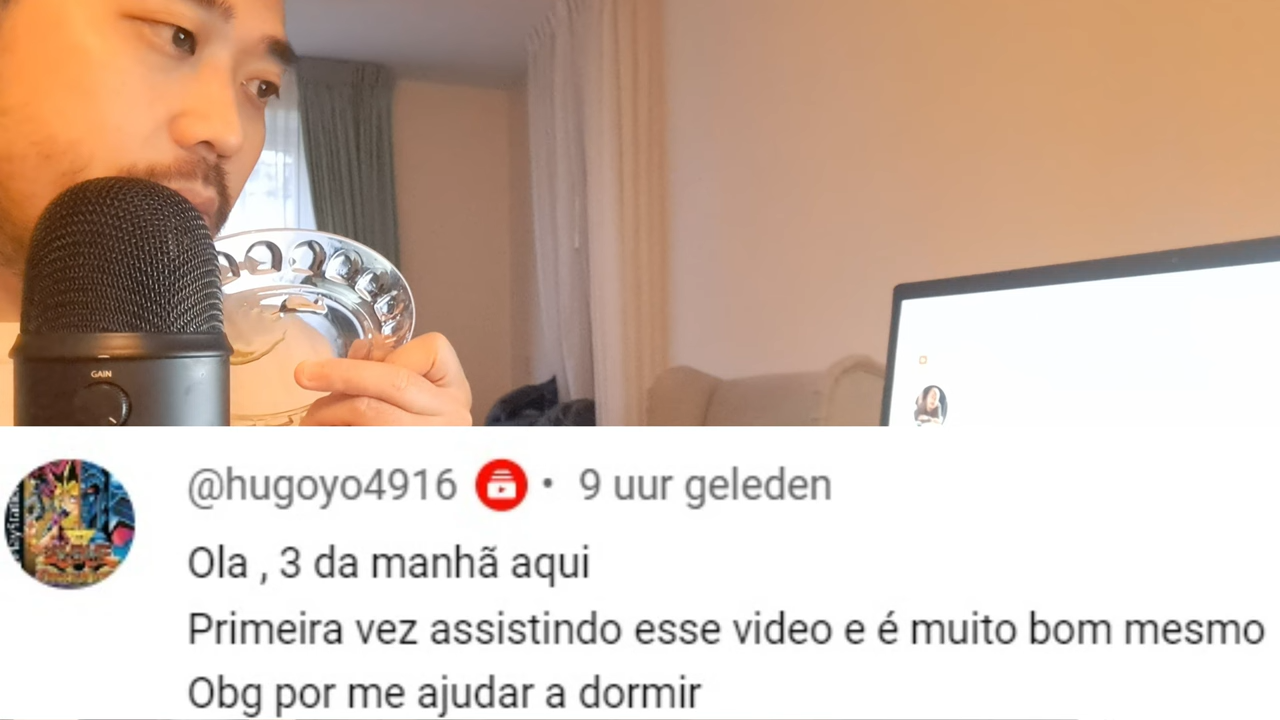 GAIN
@hugoyo4916 • 9 uur geleden
Ola , 3 da manhã aqui
Primeira vez assistindo esse video e é muito bom mesmo
Obg por me ajudar a dormir